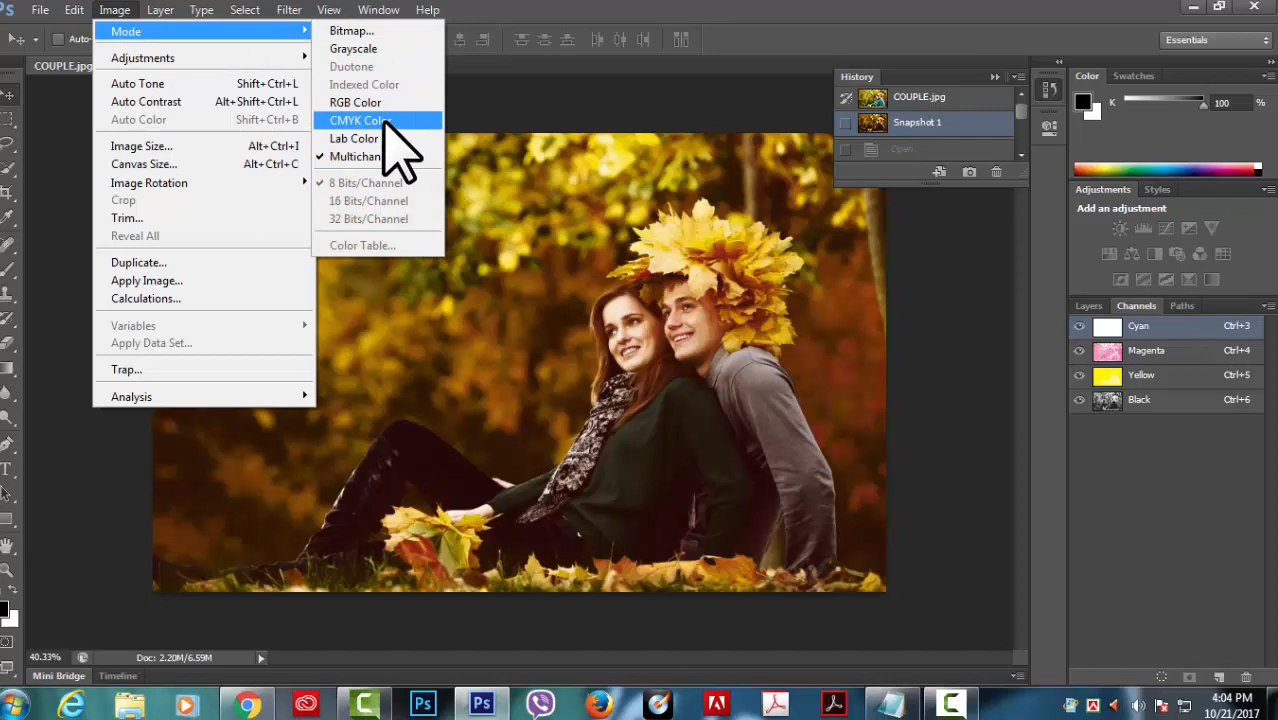 File Edit Image Layer Type Select Filter View Window Help
Essentials
COUPLE.jpg
Mode
Adjustments
Auto Tone Shift+Ctrl+L
Auto Contrast Alt+Shift+Ctrl+L
Auto Color Shift+Ctrl+B
Image Size... Alt+Ctrl+I
Canvas Size... Alt+Ctrl+C
Image Rotation
Crop
Trim...
Reveal All
Duplicate...
Apply Image...
Calculations...
Variables
Apply Data Set...
Trap...
Analysis
Bitmap...
Grayscale
Duotone
Indexed Color
RGB Color
CMYK Color
Lab Color
Multichan
8 Bits/Channel
16 Bits/Channel
32 Bits/Channel
Color Table...
History
COUPLE.jpg
Snapshot 1
Open
Color Swatches
K 100 %
Adjustments Styles
Add an adjustment
Layers Channels Paths
Cyan Ctrl+3
Magenta Ctrl+4
Yellow Ctrl+5
Black Ctrl+6
40.33% Doc: 2.20M/6.59M
Mini Bridge Timeline
Ps Ps
4:04 PM
10/21/2017